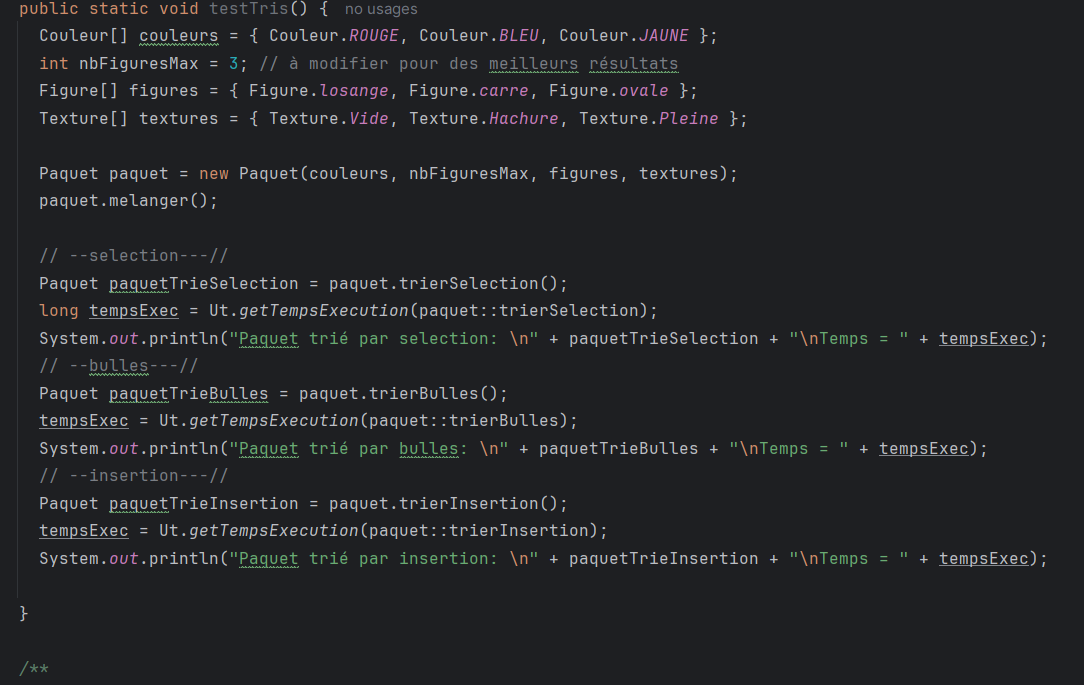 public static void testTris() { no usages
Couleur[] couleurs = { Couleur.ROUGE, Couleur.BLEU, Couleur.JAUNE };
int nbFiguresMax = 3; // à modifier pour des meilleurs résultats
Figure[] figures = { Figure.losange, Figure.carre, Figure.ovale };
Texture[] textures = { Texture.Vide, Texture.Hachure, Texture.Pleine };
Paquet paquet = new Paquet(couleurs, nbFiguresMax, figures, textures);
paquet.melanger();
// --selection---//
Paquet paquetTrieSelection = paquet.trierSelection();
long tempsExec = Ut.getTempsExecution(paquet::trierSelection);
System.out.println("Paquet trié par selection: \n" + paquetTrieSelection + "\nTemps = " + tempsExec);
// --bulles---//
Paquet paquetTrieBulles = paquet.trierBulles();
tempsExec = Ut.getTempsExecution(paquet::trierBulles);
System.out.println("Paquet trié par bulles: \n" + paquetTrieBulles + "\nTemps = " + tempsExec);
// --insertion---//
Paquet paquetTrieInsertion = paquet.trierInsertion();
tempsExec = Ut.getTempsExecution(paquet::trierInsertion);
System.out.println("Paquet trié par insertion: \n" + paquetTrieInsertion + "\nTemps = " + tempsExec);
}
/**